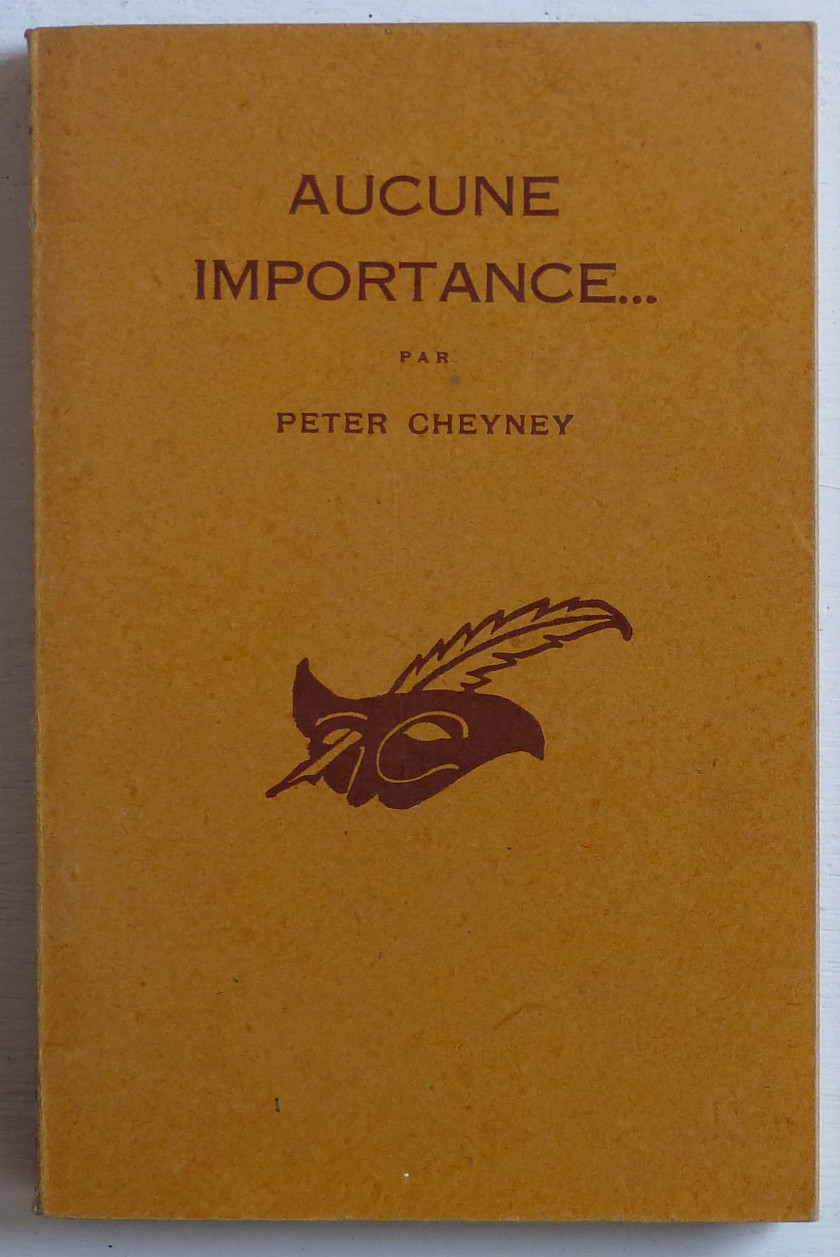 AUCUNE
IMPORTANCE...
PAR
PETER CHEYNEY